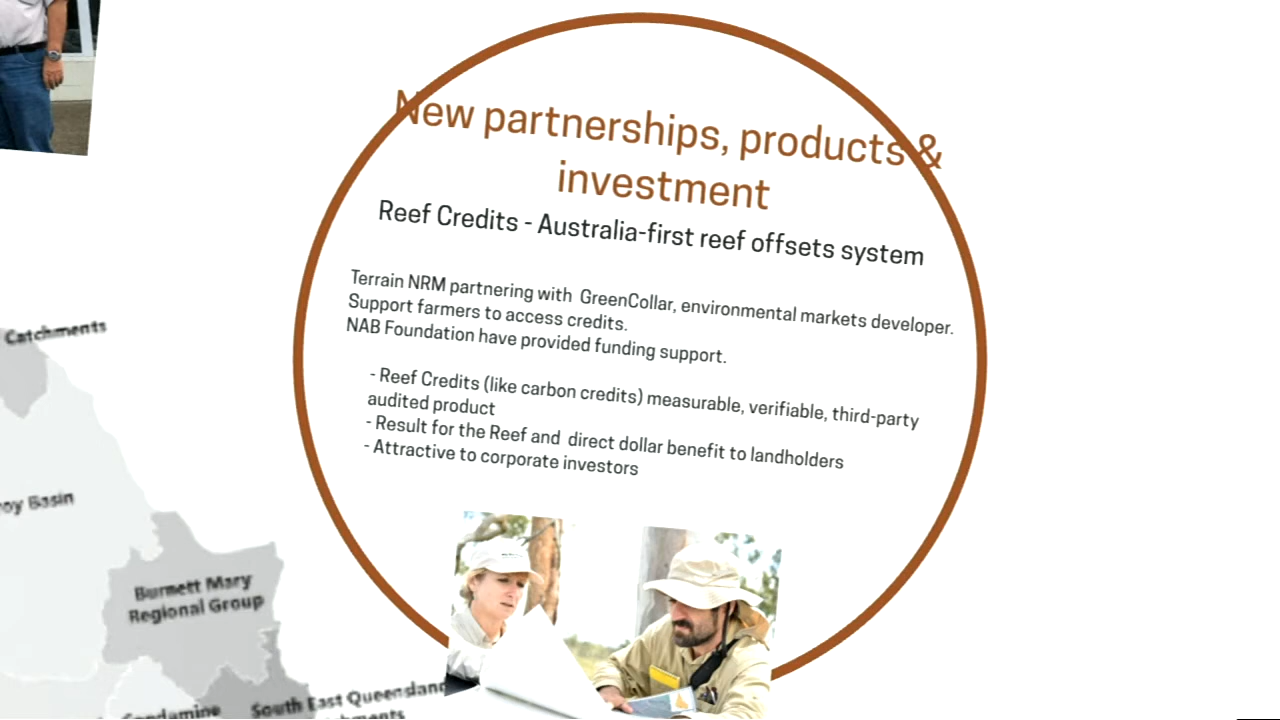 New partnerships, products &
investment
Reef Credits - Australia-first reef offsets system
Terrain NRM partnering with GreenCollar, environmental markets developer.
Support farmers to access credits.
NAB Foundation have provided funding support.
- Reef Credits (like carbon credits) measurable, verifiable, third-party
audited product
- Result for the Reef and direct dollar benefit to landholders
- Attractive to corporate investors
Catchments
Basin
Burnett Mary
Regional Group
Condamine
South East Queensland